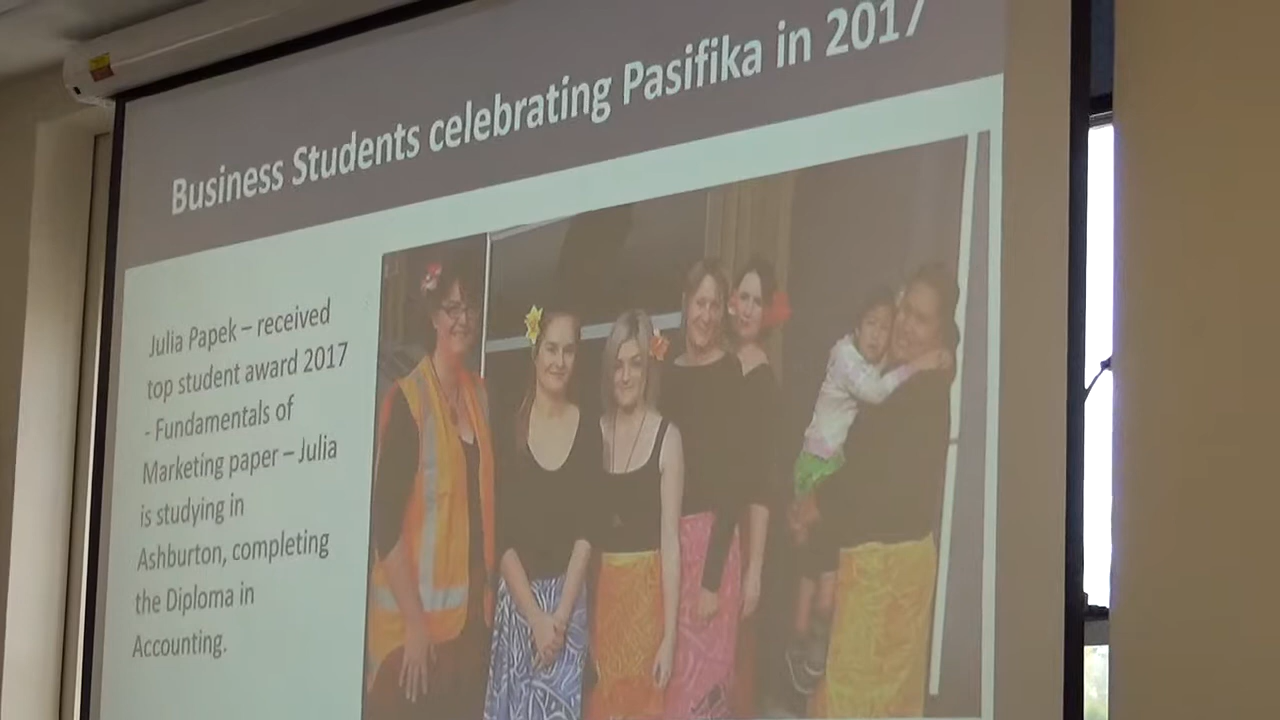 Business Students celebrating Pasifika in 2017
Julia Papek – received
top student award 2017
- Fundamentals of
Marketing paper – Julia
is studying in
Ashburton, completing
the Diploma in
Accounting.